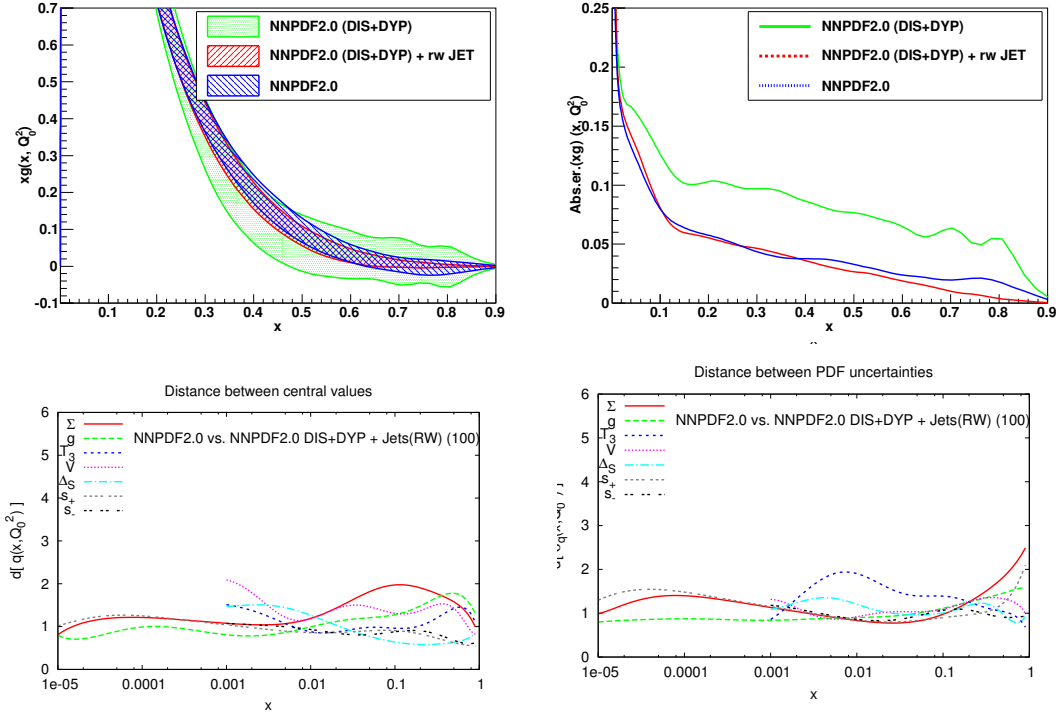 0.7
0.6
0.5
0.4
0.3
0.2
0.1
0
-0.1
xg(x, Q₀²)
NNPDF2.0 (DIS+DYP)
NNPDF2.0 (DIS+DYP) + rw JET
NNPDF2.0
0.1 0.2 0.3 0.4 0.5 0.6 0.7 0.8 0.9
x
0.25
0.2
0.15
0.1
0.05
0
Abs.er.(xg) (x, Q₀²)
NNPDF2.0 (DIS+DYP)
NNPDF2.0 (DIS+DYP) + rw JET
NNPDF2.0
0.1 0.2 0.3 0.4 0.5 0.6 0.7 0.8 0.9
x
Distance between central values
6
5
4
3
2
1
0
d[ q(x,Q₀²) ]
Σ
g
T₃
V
Δ_S
s₊
s₋
NNPDF2.0 vs. NNPDF2.0 DIS+DYP + Jets(RW) (100)
1e-05 0.0001 0.001 0.01 0.1 1
x
Distance between PDF uncertainties
6
5
4
3
2
1
0
Σ
g
T₃
V
Δ_S
s₊
s₋
NNPDF2.0 vs. NNPDF2.0 DIS+DYP + Jets(RW) (100)
1e-05 0.0001 0.001 0.01 0.1 1
x